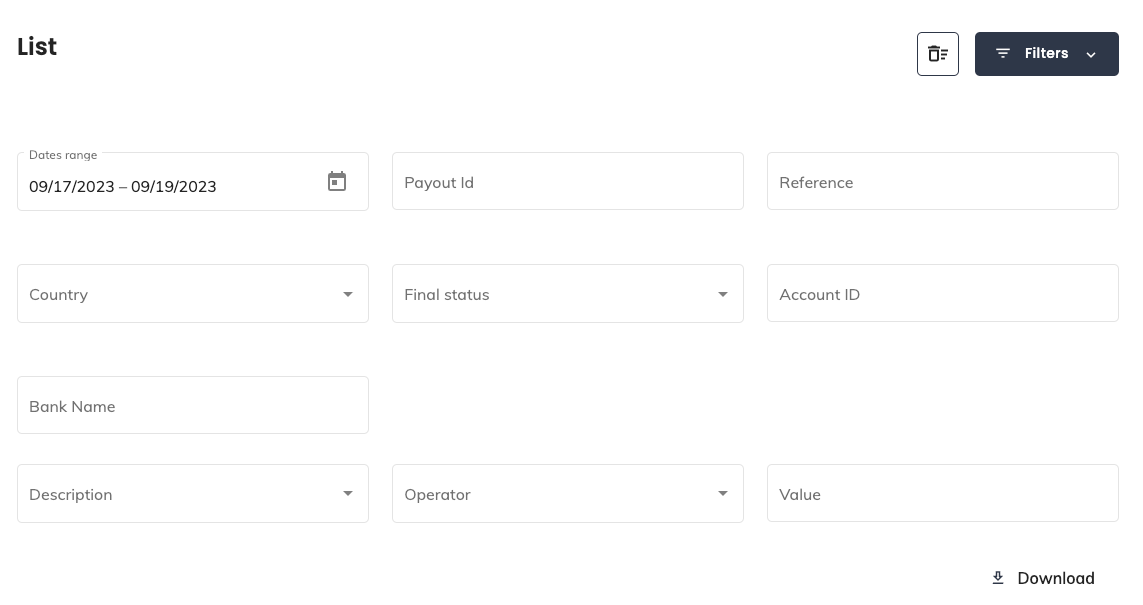 List
Filters
Dates range
09/17/2023 – 09/19/2023
Payout Id
Reference
Country
Final status
Account ID
Bank Name
Description
Operator
Value
Download